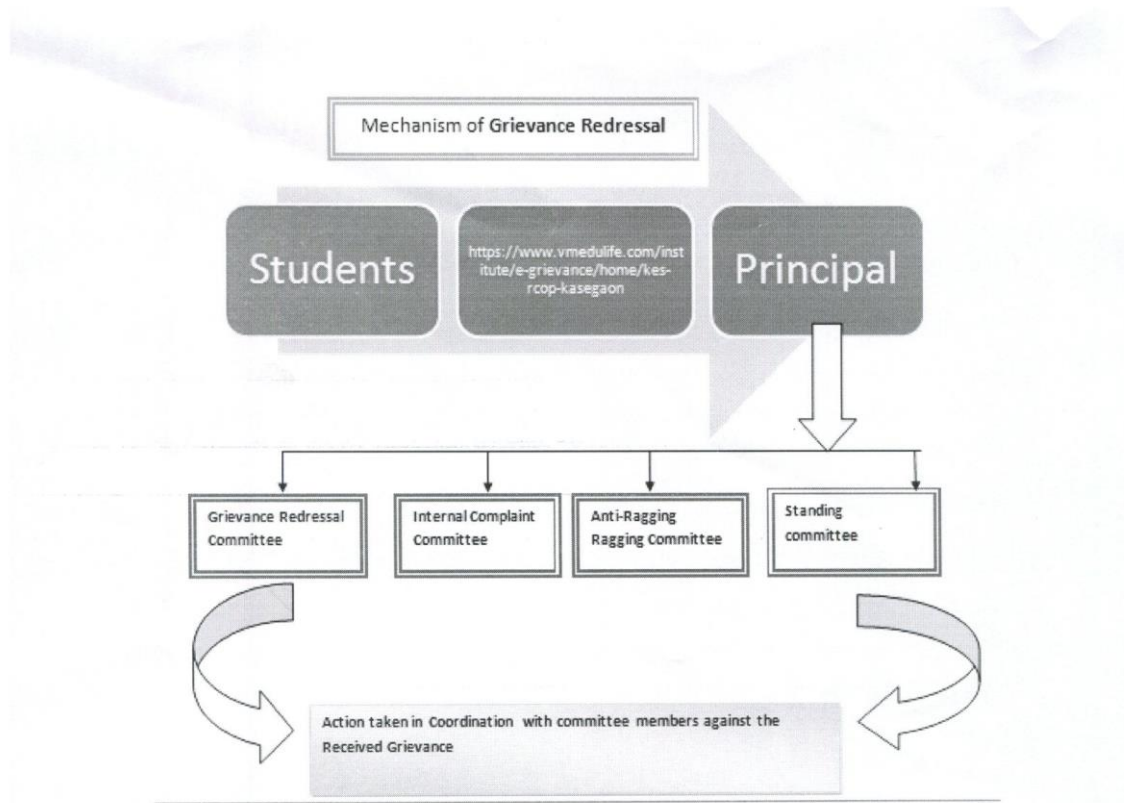 Mechanism of Grievance Redressal
Students
https://www.vmedulife.com/inst
itute/e-grievance/home/kes-
rcop-kasegaon
Principal
Grievance Redressal
Committee
Internal Complaint
Committee
Anti-Ragging
Ragging Committee
Standing
committee
Action taken in Coordination with committee members against the
Received Grievance